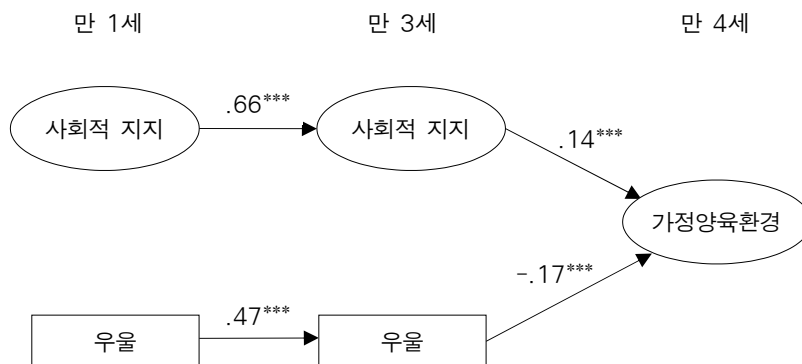 만 1세 만 3세 만 4세
.66***
사회적 지지 사회적 지지
.14***
가정양육환경
-.17***
.47***
우울 우울